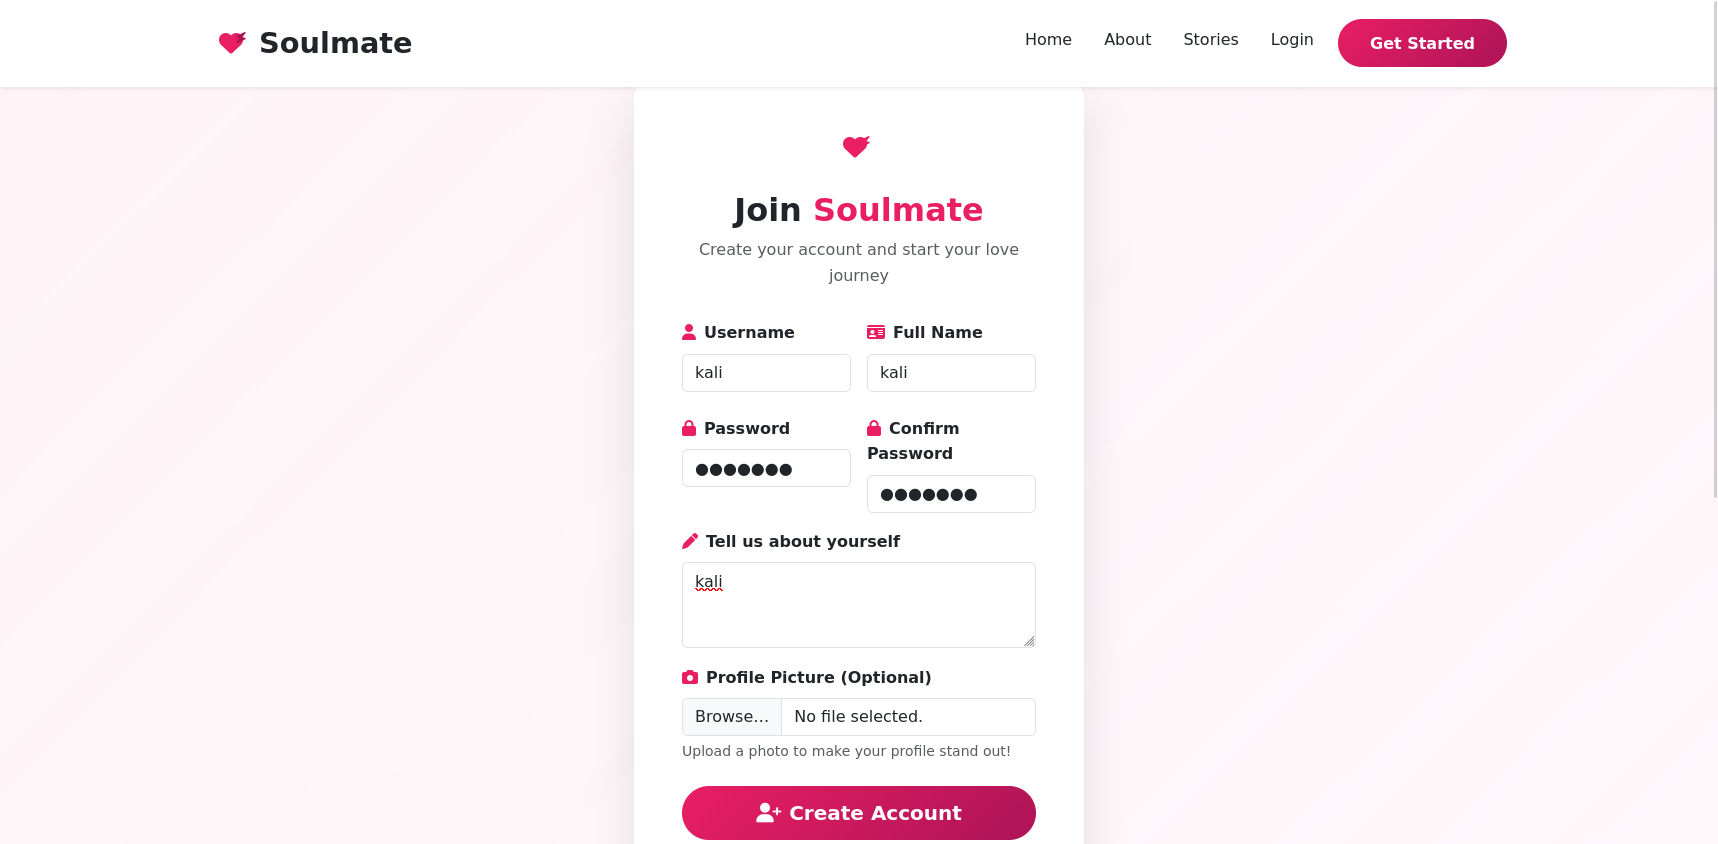 Soulmate
Home About Stories Login Get Started
Join Soulmate
Create your account and start your love
journey
Username
Full Name
kali
kali
Password
Confirm
Password
●●●●●●●
●●●●●●●
Tell us about yourself
kali
Profile Picture (Optional)
Browse... No file selected.
Upload a photo to make your profile stand out!
Create Account